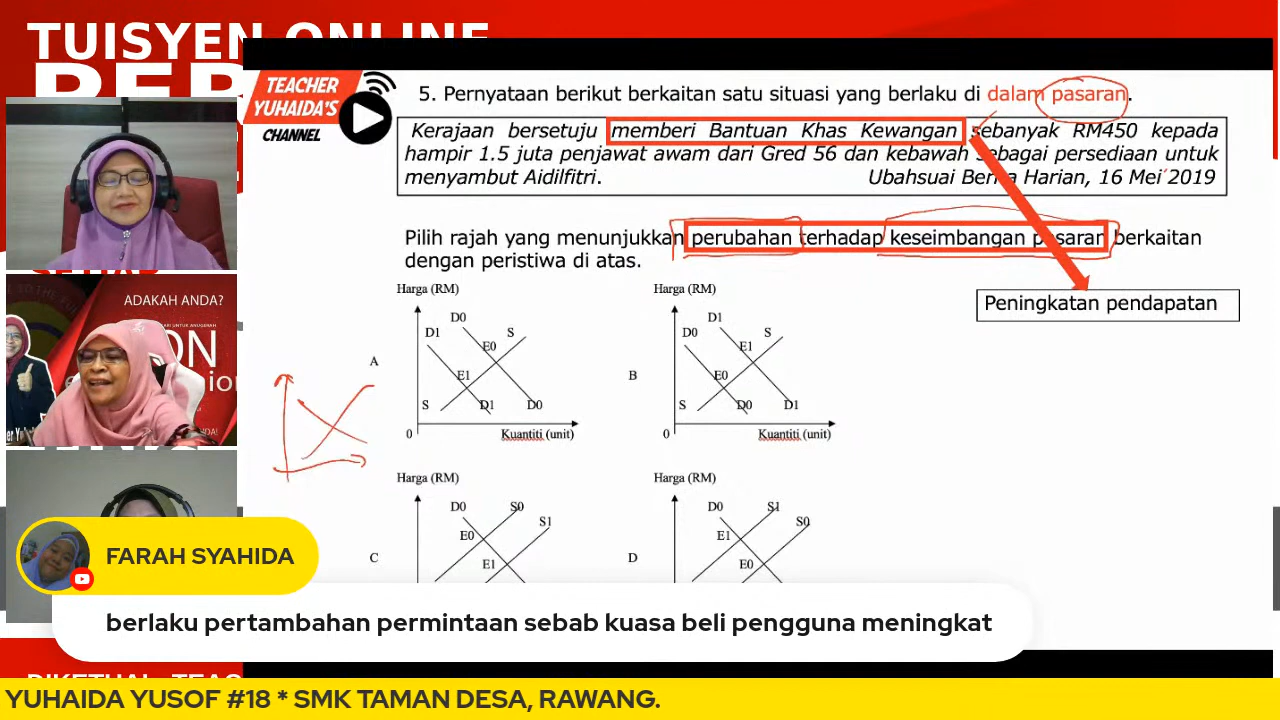 TUISYEN ONLINE
TEACHER
YUHAIDA'S
CHANNEL
5. Pernyataan berikut berkaitan satu situasi yang berlaku di dalam pasaran.
Kerajaan bersetuju memberi Bantuan Khas Kewangan sebanyak RM450 kepada
hampir 1.5 juta penjawat awam dari Gred 56 dan kebawah sebagai persediaan untuk
menyambut Aidilfitri. Ubahsuai Berita Harian, 16 Mei 2019
Pilih rajah yang menunjukkan perubahan terhadap keseimbangan pasaran berkaitan
dengan peristiwa di atas.
Peningkatan pendapatan
Harga (RM)
D0
D1
S
E0
A
E1
S
D1
D0
0
Kuantiti (unit)
Harga (RM)
D1
D0
S
E1
B
E0
S
D0
D1
0
Kuantiti (unit)
Harga (RM)
D0
S0
S1
E0
C
E1
Harga (RM)
D0
S1
S0
E1
D
E0
ADAKAH ANDA?
FARAH SYAHIDA
berlaku pertambahan permintaan sebab kuasa beli pengguna meningkat
YUHAIDA YUSOF #18 * SMK TAMAN DESA, RAWANG.